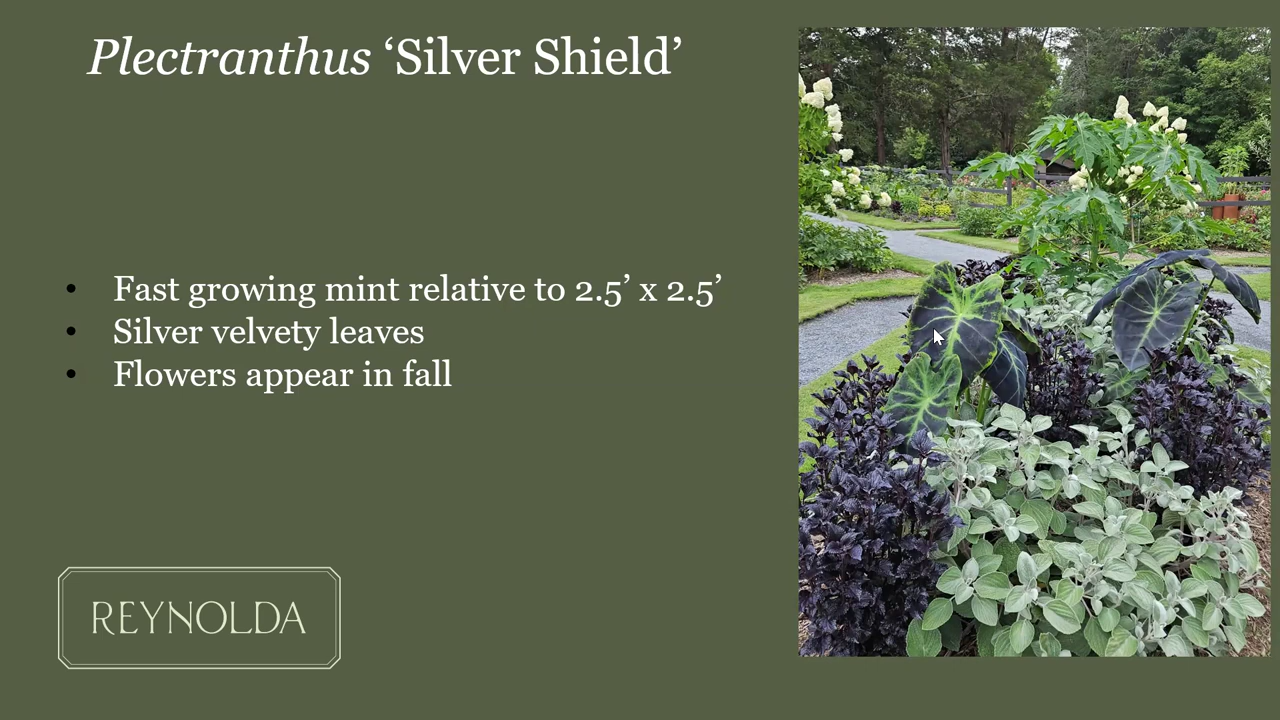 Plectranthus ‘Silver Shield’
• Fast growing mint relative to 2.5’ x 2.5’
• Silver velvety leaves
• Flowers appear in fall
REYNOLDA